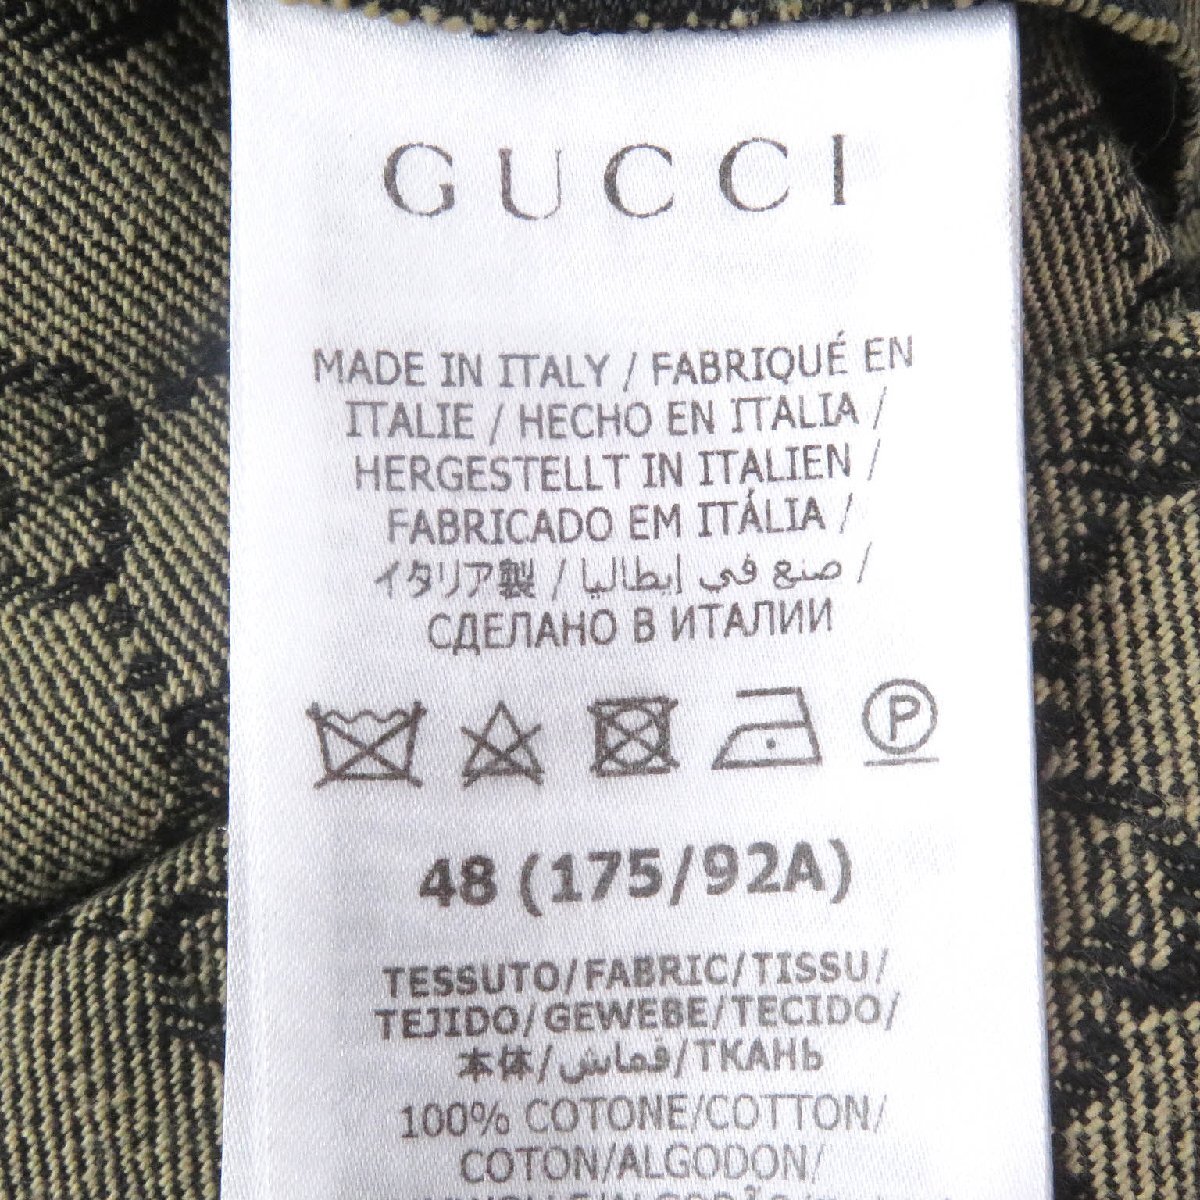 GUCCI
MADE IN ITALY / FABRIQUÉ EN
ITALIE / HECHO EN ITALIA /
HERGESTELLT IN ITALIEN /
FABRICADO EM ITÁLIA /
イタリア製 / صنع في إيطاليا /
СДЕЛАНО В ИТАЛИИ
P
48 (175/92A)
TESSUTO/FABRIC/TISSU/
TEJIDO/GEWEBE/TECIDO/
本体/قماش/ТКАНЬ
100% COTONE/COTTON/
COTON/ALGODON/